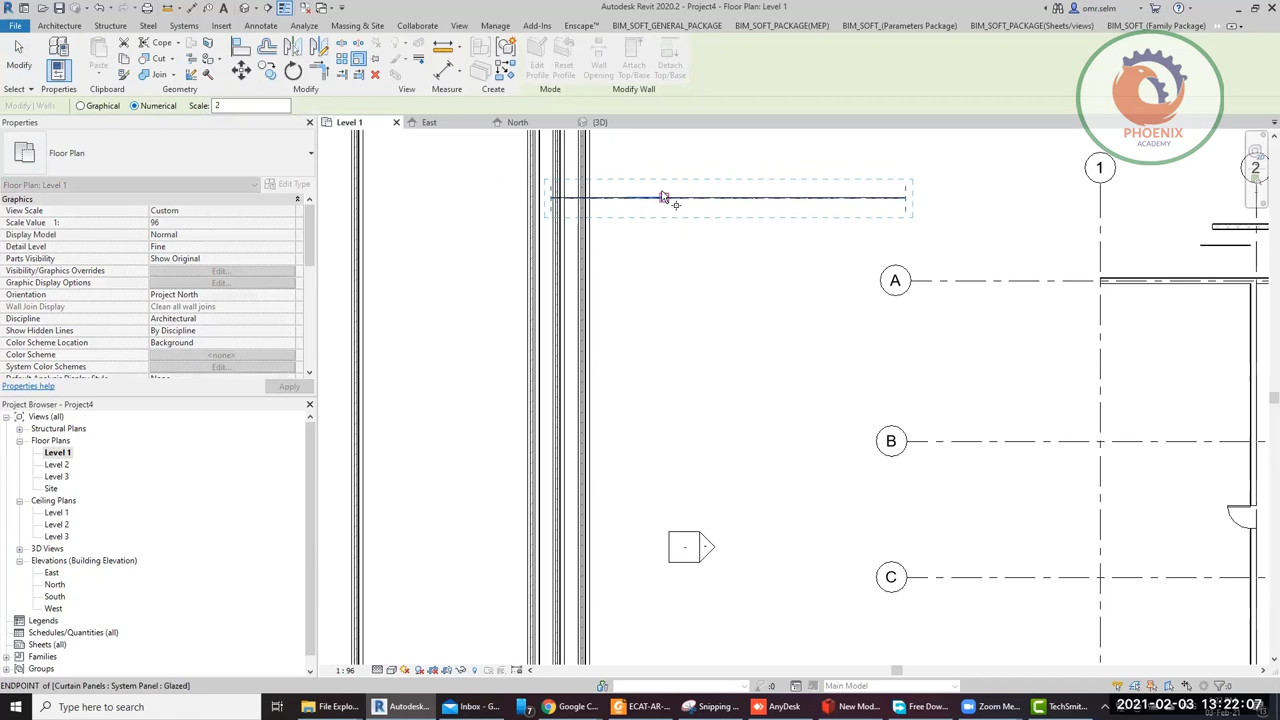 Autodesk Revit 2020.2 - Project4 - Floor Plan: Level 1
omr.selm
File Architecture Structure Steel Systems Insert Annotate Analyze Massing & Site Collaborate View Manage Add-Ins Enscape™ BIM_SOFT_GENERAL_PACKAGE BIM_SOFT_PACKAGE(MEP) BIM_SOFT_(Parameters Package) BIM_SOFT_PACKAGE(Sheets/views) BIM_SOFT_(Family Package)
Cope
Cut
Join
Modify Paste Edit Profile Reset Profile Wall Opening Attach Top/Base Detach Top/Base
Select Properties Clipboard Geometry Modify View Measure Create Mode Modify Wall
Modify | Walls Graphical Numerical Scale: 2
PHOENIX
ACADEMY
Properties
Level 1 East North {3D}
Floor Plan
Floor Plan: Level 1 Edit Type
Graphics
View Scale Custom
Scale Value 1: 96
Display Model Normal
Detail Level Fine
Parts Visibility Show Original
Visibility/Graphics Overrides Edit...
Graphic Display Options Edit...
Orientation Project North
Wall Join Display Clean all wall joins
Discipline Architectural
Show Hidden Lines By Discipline
Color Scheme Location Background
Color Scheme <none>
System Color Schemes Edit...
Properties help Apply
Project Browser - Project4
Views (all)
Structural Plans
Floor Plans
Level 1
Level 2
Level 3
Site
Ceiling Plans
Level 1
Level 2
Level 3
3D Views
Elevations (Building Elevation)
East
North
South
West
Legends
Schedules/Quantities (all)
Sheets (all)
Families
Groups
1
2
A
B
C
1 : 96
ENDPOINT of [Curtain Panels : System Panel : Glazed]
:0
Main Model
:0
Type here to search
File Explo...
Autodes...
Inbox - G...
7
Google C...
ECAT-AR-...
Snipping ...
AnyDesk
New Mod...
Free Dow...
Zoom Me...
TechSmit...
2021-02-03 13:22:07